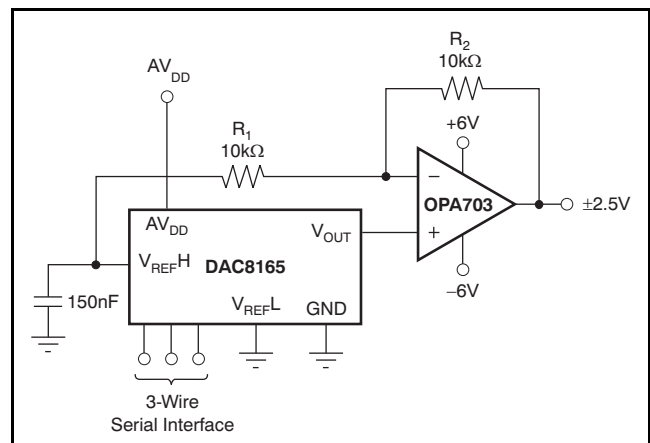 R2
10kΩ
AVDD
R1
10kΩ
+6V
−
OPA703
+
±2.5V
−6V
AVDD
VOUT
VREFH
DAC8165
150nF
VREFL
GND
3-Wire
Serial Interface